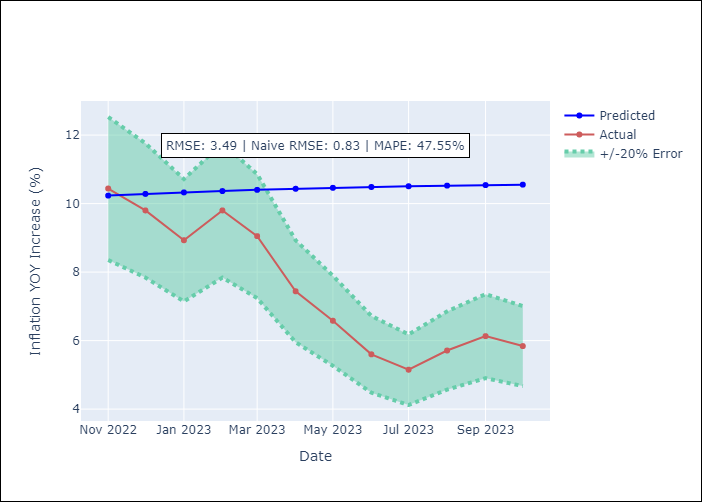 RMSE: 3.49 | Naive RMSE: 0.83 | MAPE: 47.55%
Predicted
Actual
+/-20% Error
12
10
8
6
4
Inflation YOY Increase (%)
Nov 2022
Jan 2023
Mar 2023
May 2023
Jul 2023
Sep 2023
Date